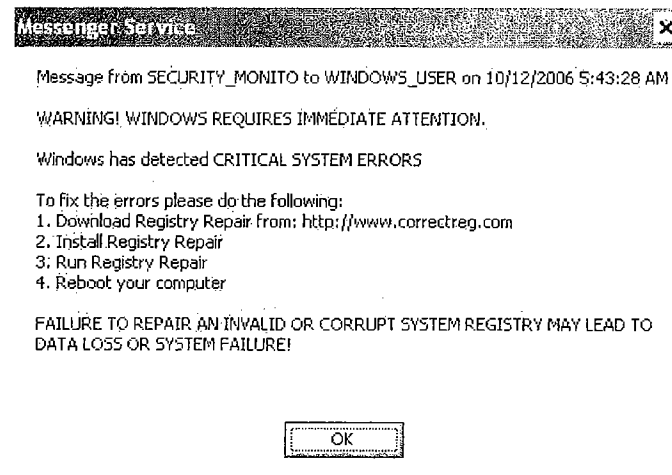 Messenger Service
Message from SECURITY_MONITO to WINDOWS_USER on 10/12/2006 5:43:28 AM
WARNING! WINDOWS REQUIRES IMMEDIATE ATTENTION.
Windows has detected CRITICAL SYSTEM ERRORS
To fix the errors please do the following:
1. Download Registry Repair from: http://www.correctreg.com
2. Install Registry Repair
3. Run Registry Repair
4. Reboot your computer
FAILURE TO REPAIR AN INVALID OR CORRUPT SYSTEM REGISTRY MAY LEAD TO
DATA LOSS OR SYSTEM FAILURE!
OK